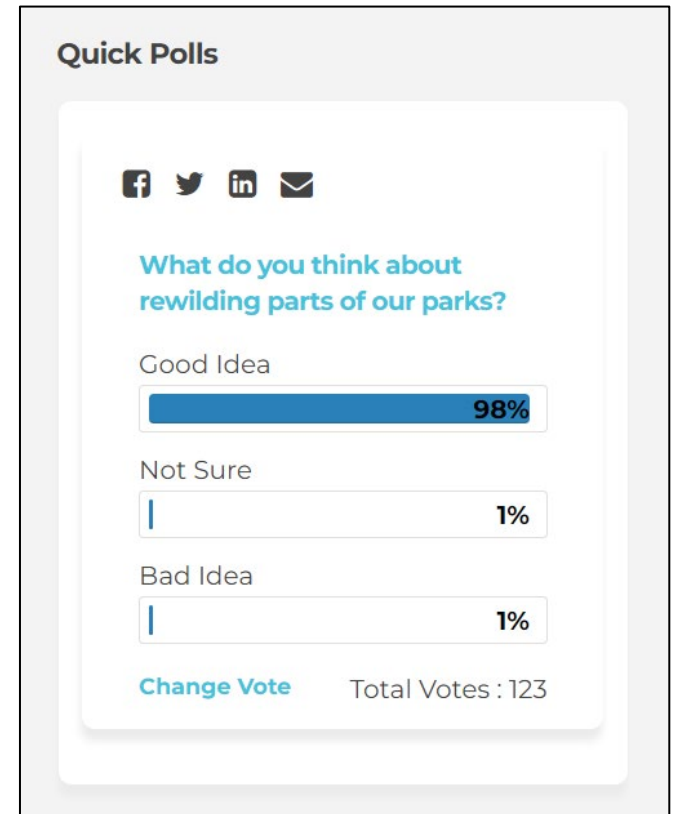 Quick Polls
What do you think about
rewilding parts of our parks?
Good Idea
98%
Not Sure
1%
Bad Idea
1%
Change Vote Total Votes : 123